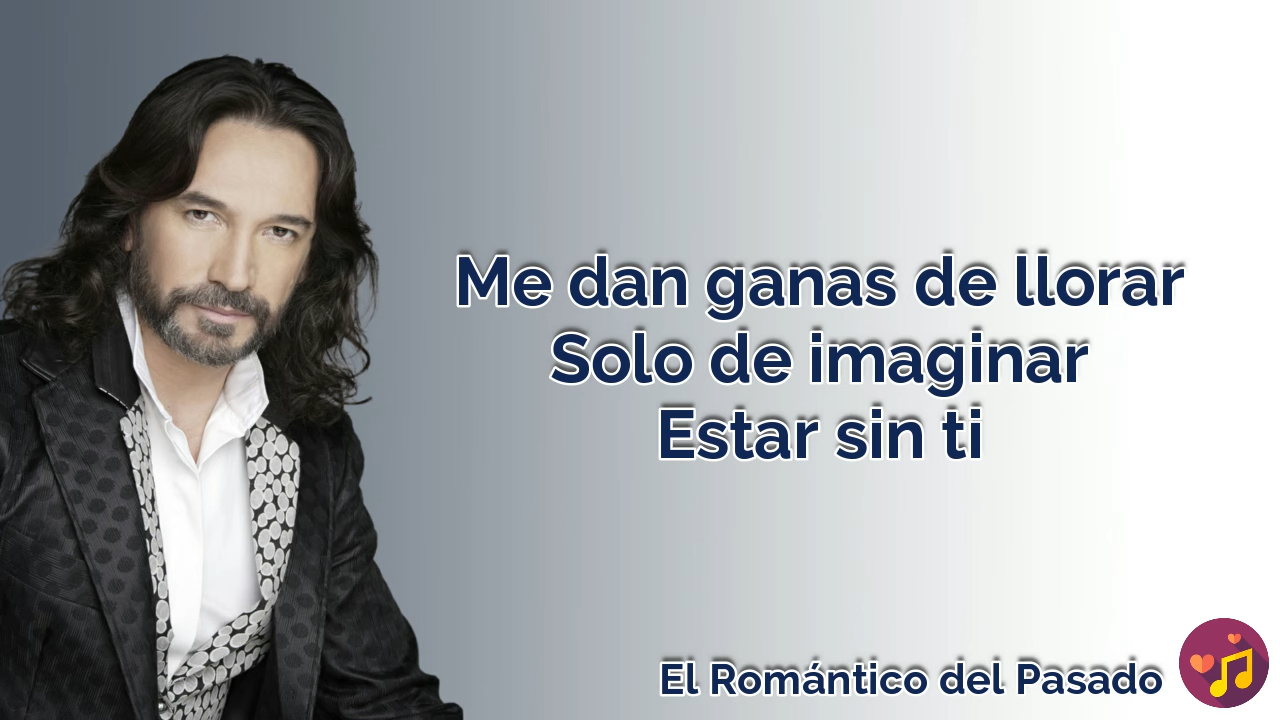 Me dan ganas de llorar
Solo de imaginar
Estar sin ti
El Romántico del Pasado